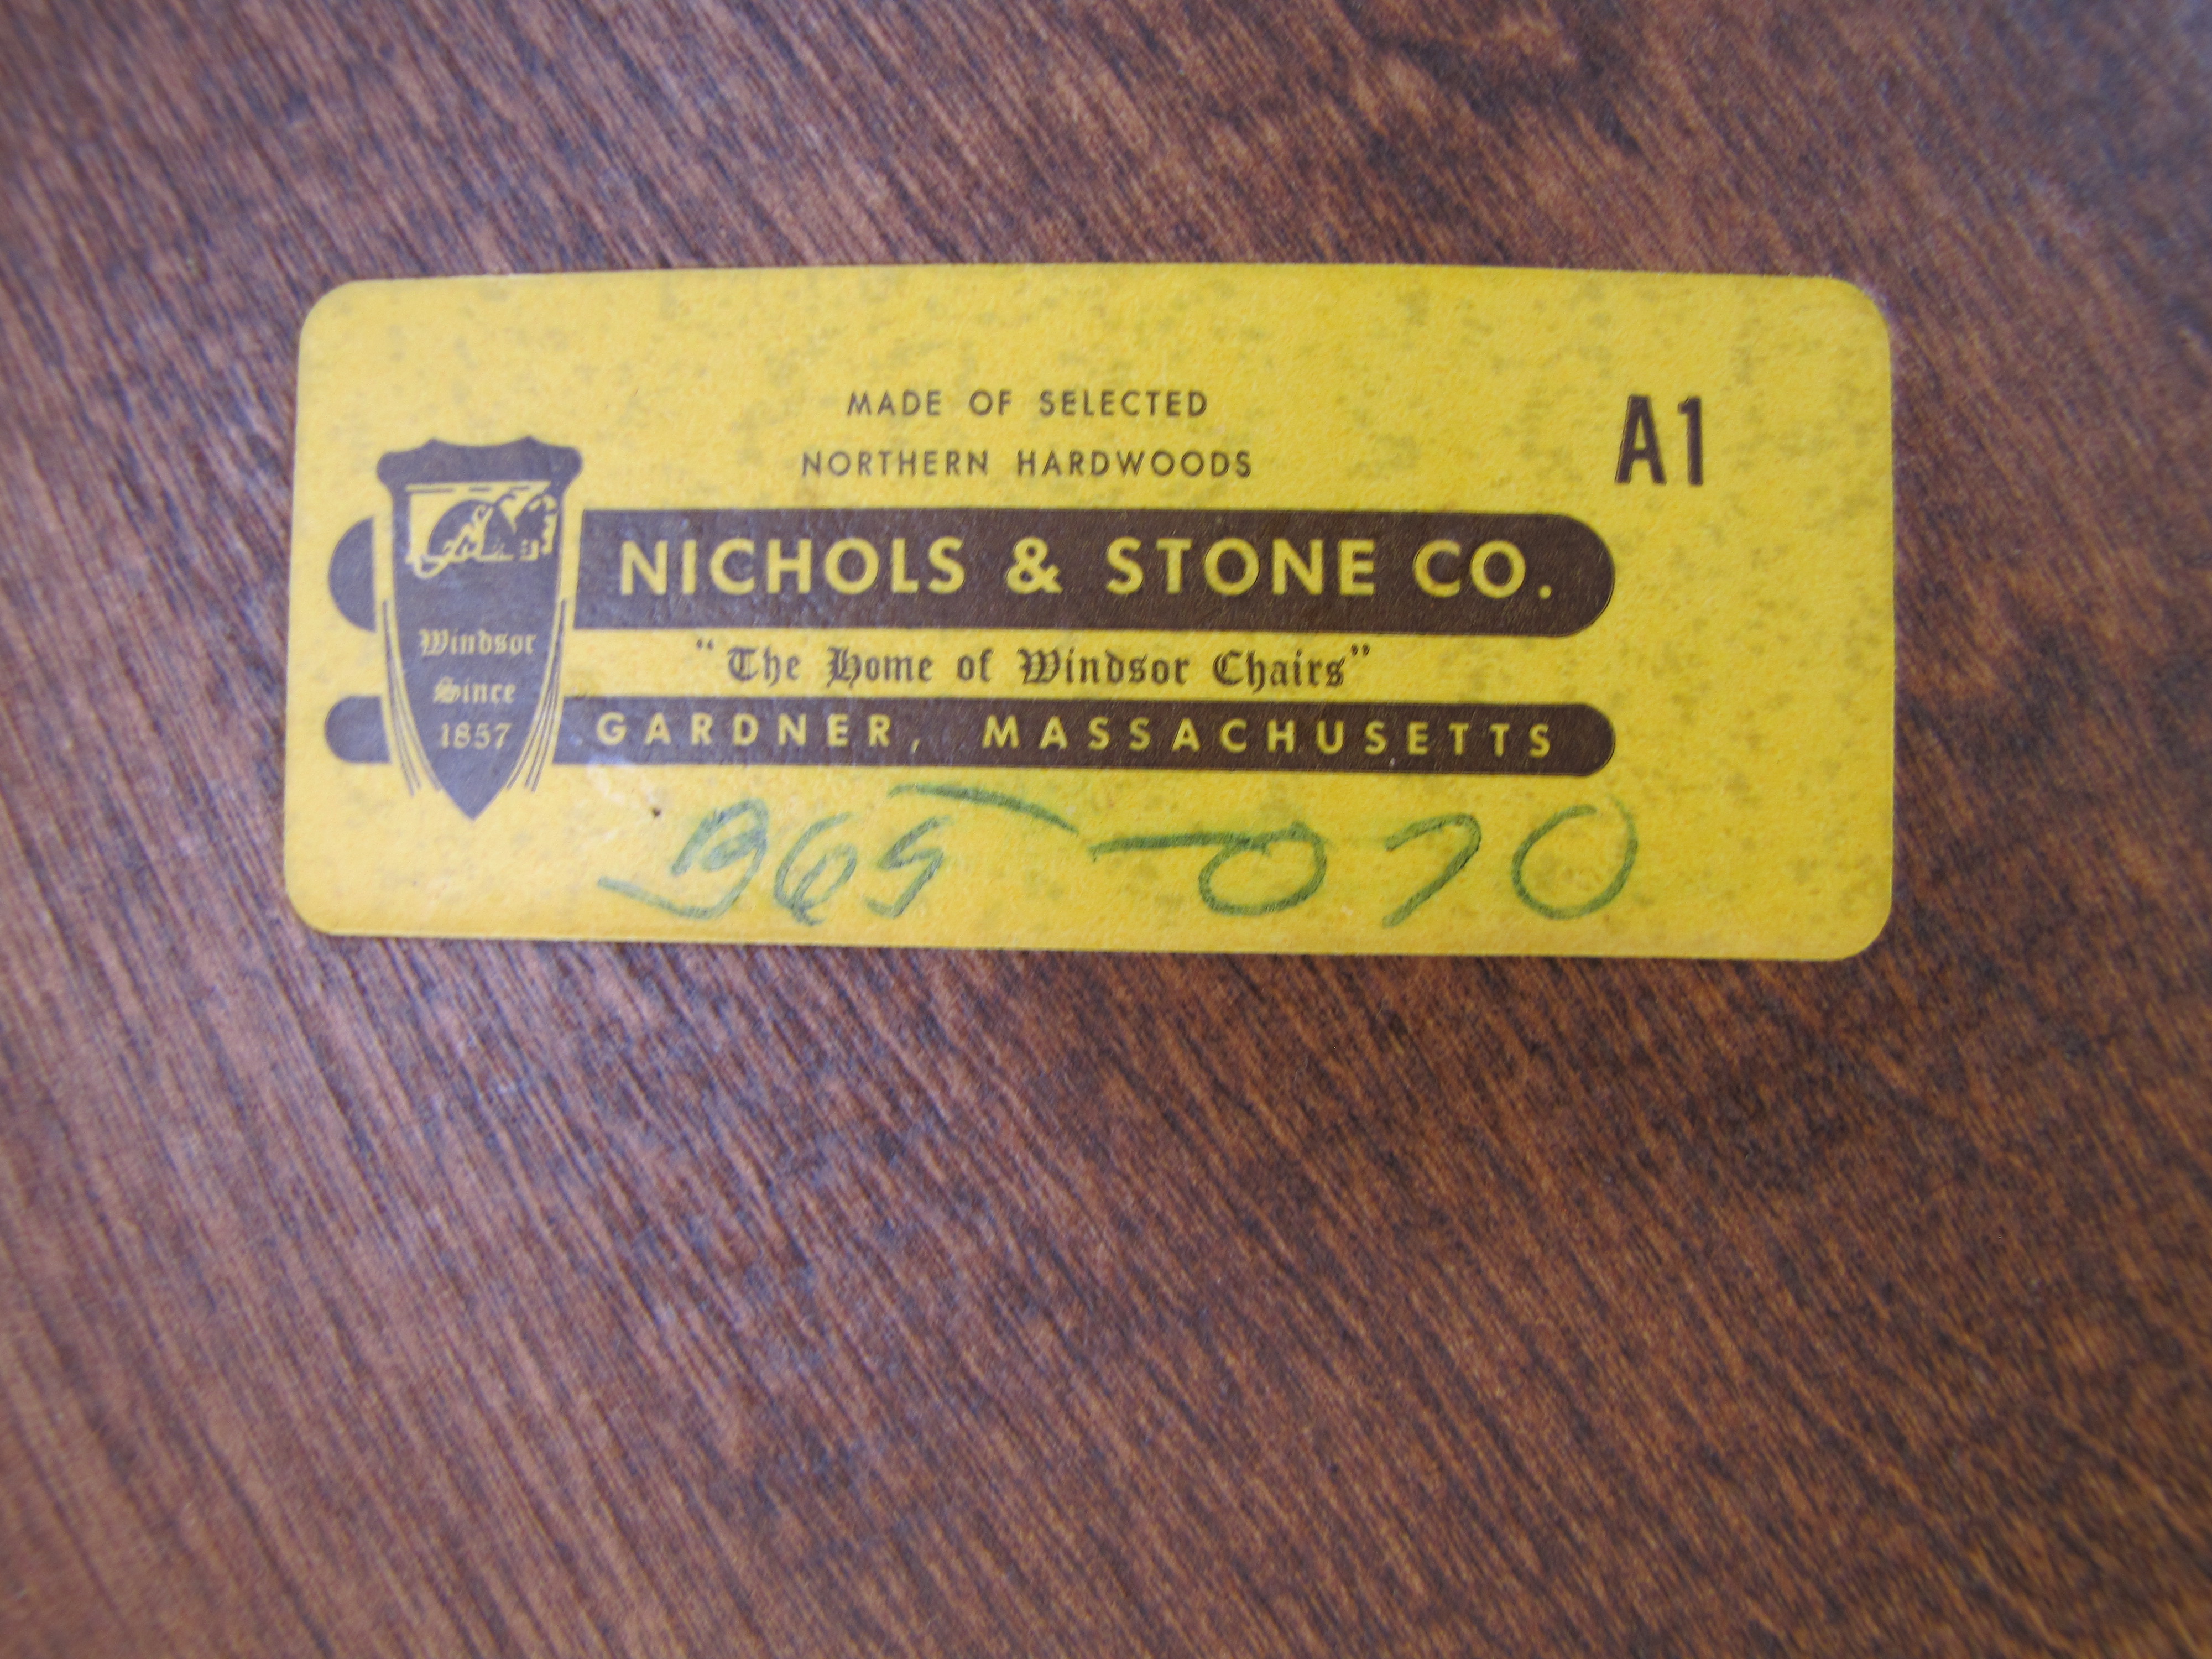 MADE OF SELECTED
NORTHERN HARDWOODS
A1
NICHOLS & STONE CO.
"The Home of Windsor Chairs"
GARDNER, MASSACHUSETTS
Windsor
Since
1857
365-070